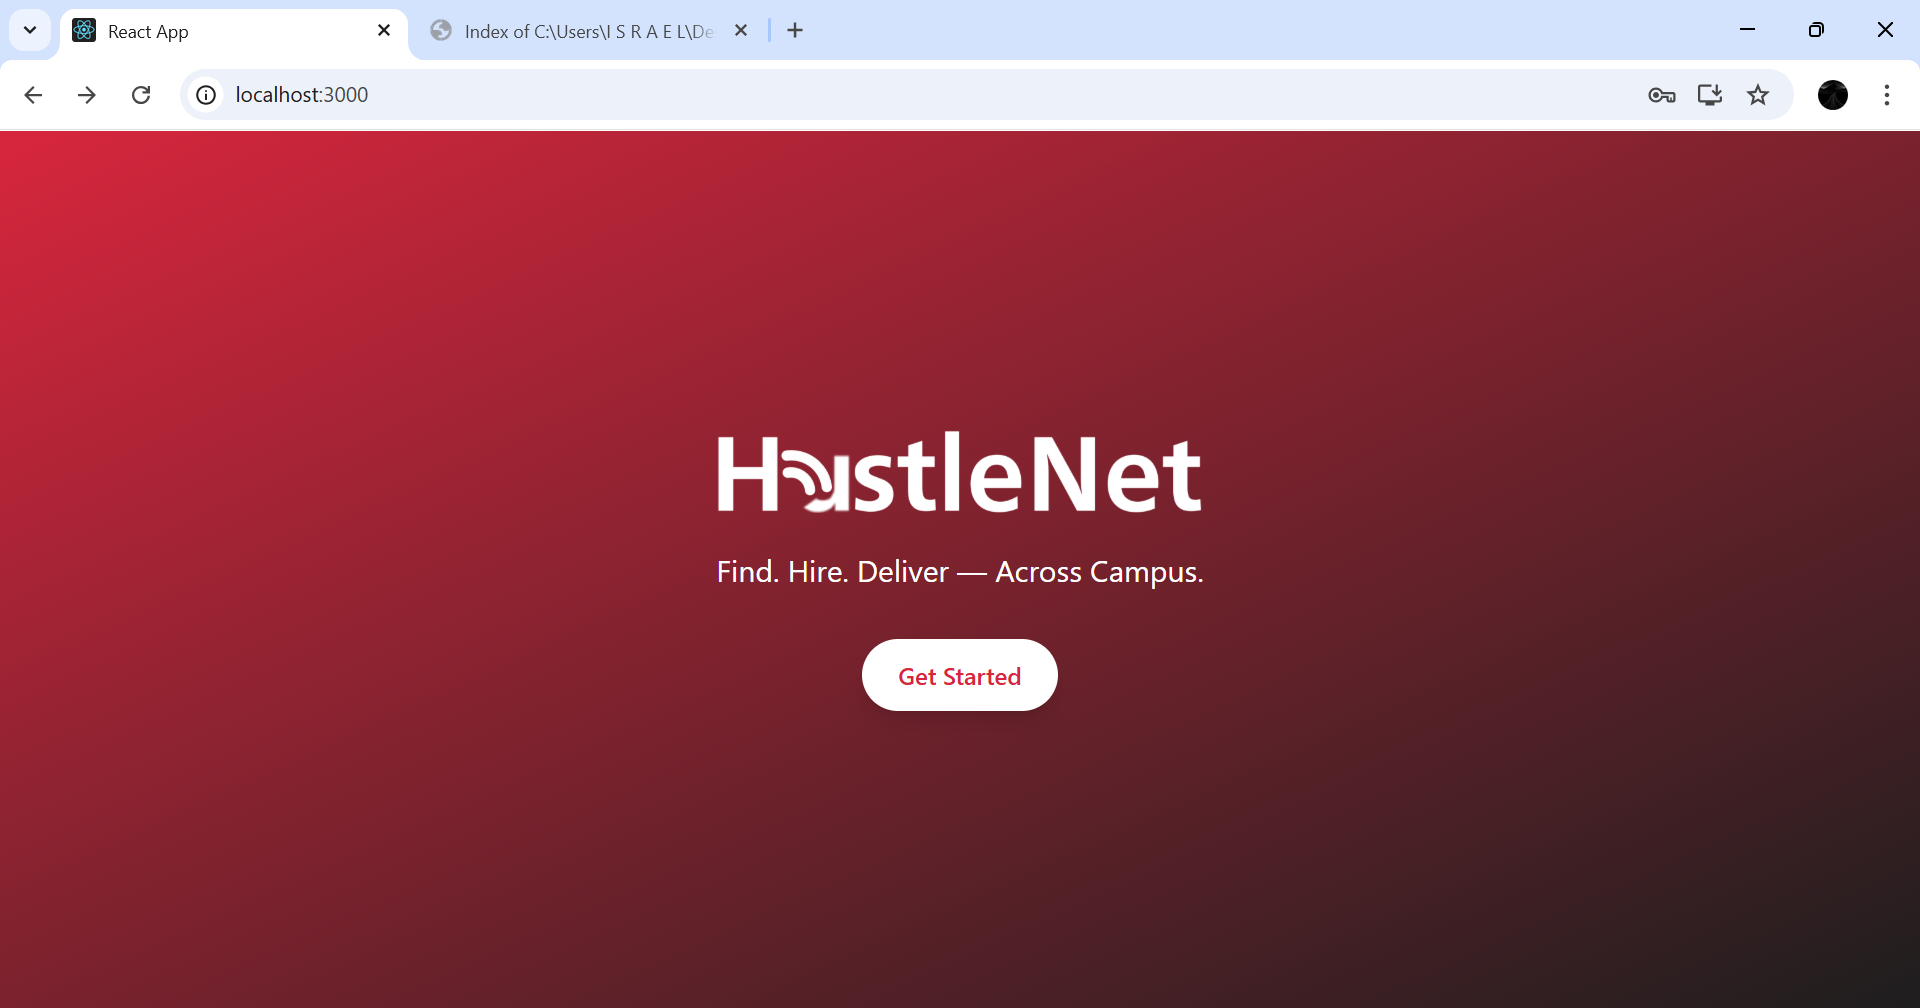 React App
Index of C:\Users\I S R A E L\De
localhost:3000
HustleNet
Find. Hire. Deliver — Across Campus.
Get Started